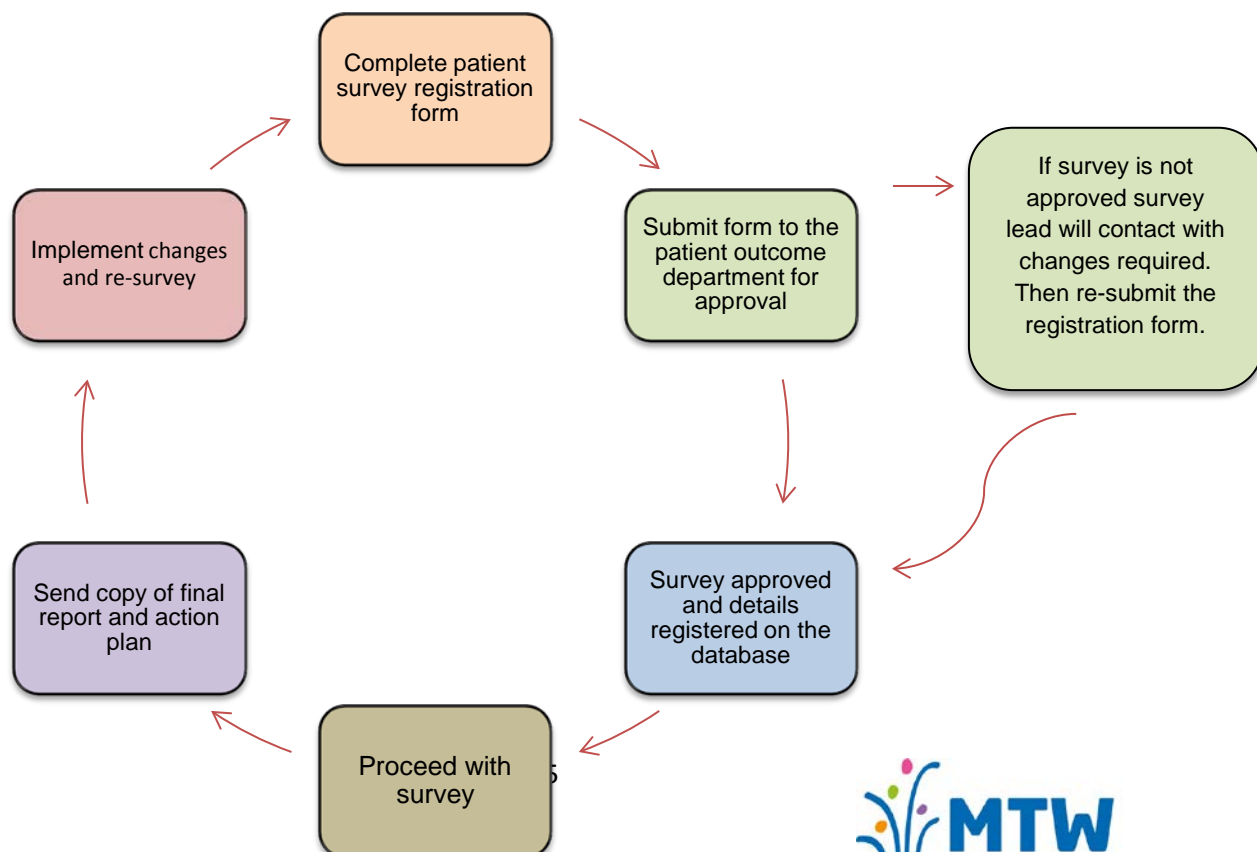 Complete patient
survey registration
form
Submit form to the
patient outcome
department for
approval
If survey is not
approved survey
lead will contact with
changes required.
Then re-submit the
registration form.
Survey approved
and details
registered on the
database
Proceed with
survey
Send copy of final
report and action
plan
Implement changes
and re-survey
5
MTW